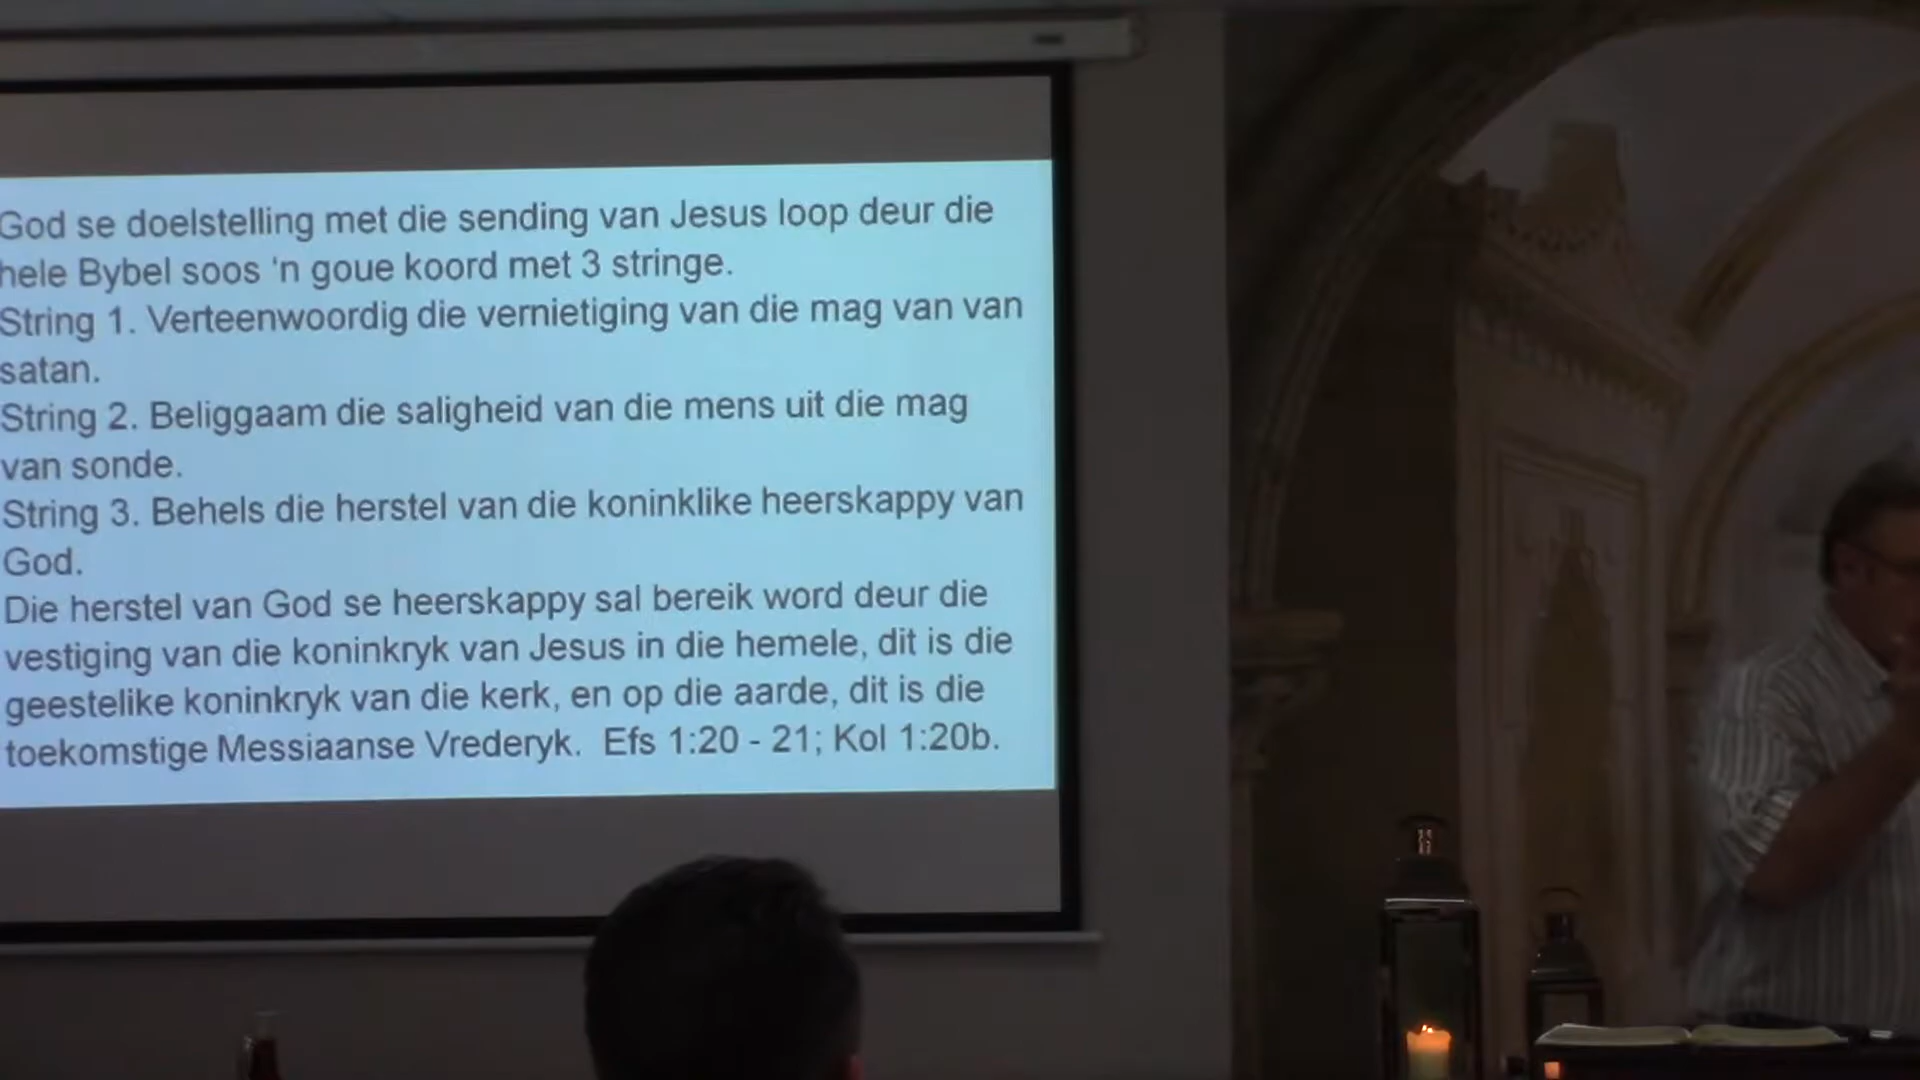 God se doelstelling met die sending van Jesus loop deur die
hele Bybel soos 'n goue koord met 3 stringe.
String 1. Verteenwoordig die vernietiging van die mag van van
satan.
String 2. Beliggaam die saligheid van die mens uit die mag
van sonde.
String 3. Behels die herstel van die koninklike heerskappy van
God.
Die herstel van God se heerskappy sal bereik word deur die
vestiging van die koninkryk van Jesus in die hemele, dit is die
geestelike koninkryk van die kerk, en op die aarde, dit is die
toekomstige Messiaanse Vrederyk. Efs 1:20 - 21; Kol 1:20b.